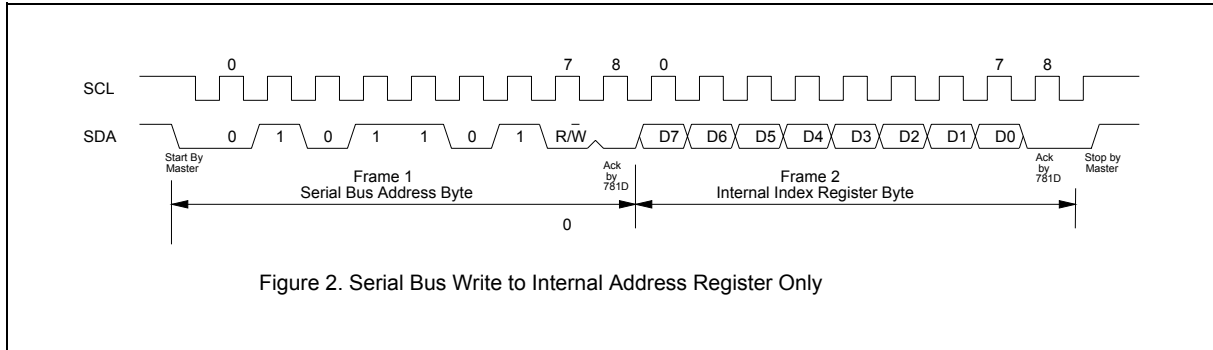 0 7 8 0 7 8
SCL
SDA 0 1 0 1 1 0 1 R/W̅ D7 D6 D5 D4 D3 D2 D1 D0
Start By
Master
Ack
by
781D
Ack
by
781D
Stop by
Master
Frame 1
Serial Bus Address Byte
Frame 2
Internal Index Register Byte
0
Figure 2. Serial Bus Write to Internal Address Register Only